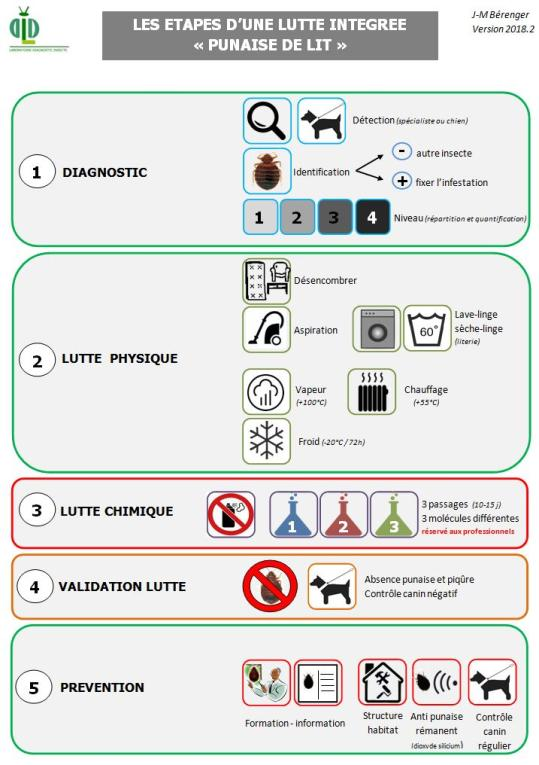 LES ETAPES D'UNE LUTTE INTEGREE
« PUNAISE DE LIT »
J-M Bérenger
Version 2018.2
DLD
LABORATOIRE DIAGNOSTIC INSECTE
1 DIAGNOSTIC
Détection (spécialiste ou chien)
Identification
- autre insecte
+ fixer l'infestation
1 2 3 4 Niveau (répartition et quantification)
2 LUTTE PHYSIQUE
Désencombrer
Aspiration
60°
Lave-linge
sèche-linge
(literie)
Vapeur
(+100°C)
Chauffage
(+55°C)
Froid (-20°C / 72h)
3 LUTTE CHIMIQUE
1 2 3
3 passages (10-15 j)
3 molécules différentes
réservé aux professionnels
4 VALIDATION LUTTE
Absence punaise et piqûre
Contrôle canin négatif
5 PREVENTION
Formation - information
Structure
habitat
Anti punaise
rémanent
(dioxyde silicium)
Contrôle
canin
régulier